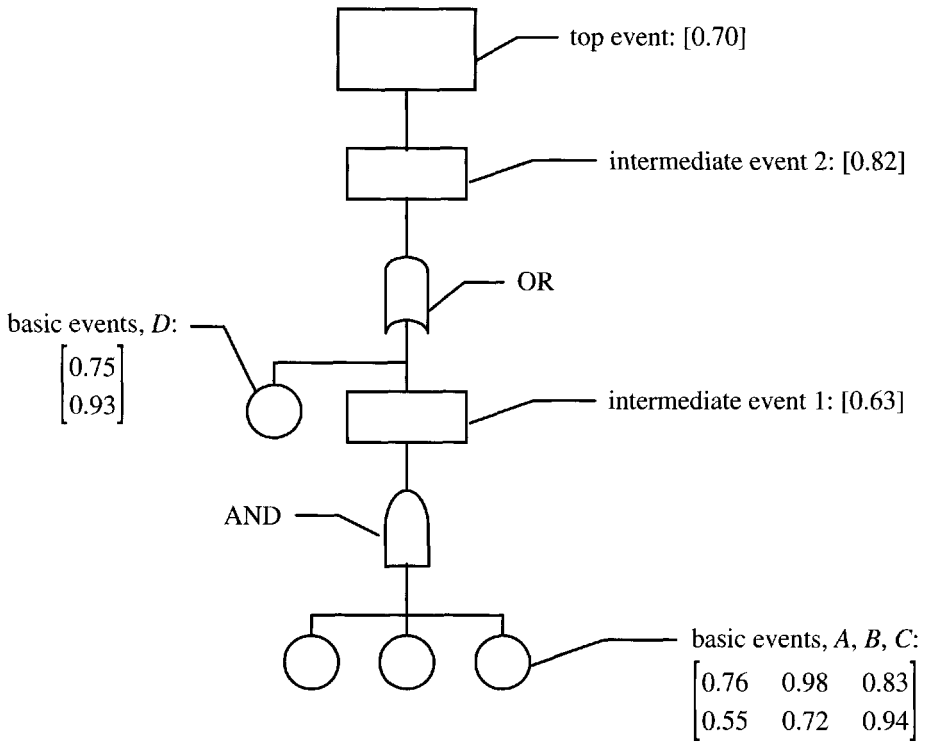 top event: [0.70]
intermediate event 2: [0.82]
OR
basic events, D:
[0.75]
[0.93]
intermediate event 1: [0.63]
AND
basic events, A, B, C:
[0.76 0.98 0.83]
[0.55 0.72 0.94]